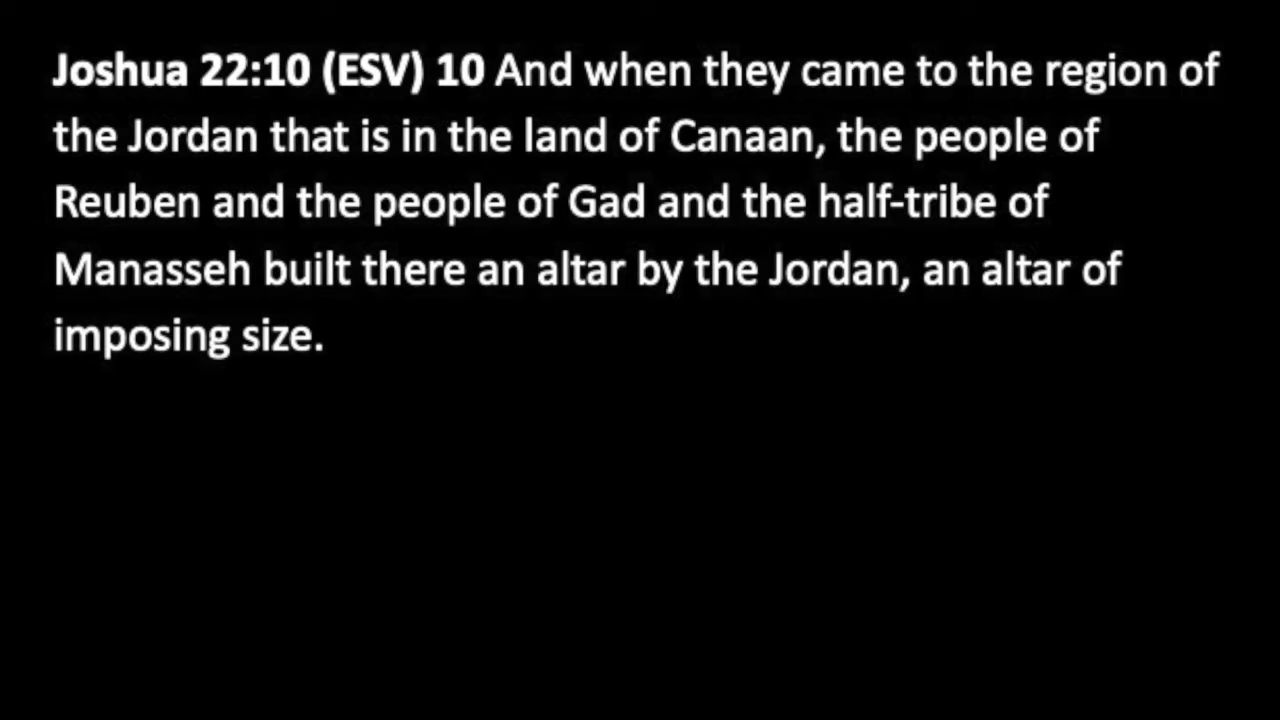 Joshua 22:10 (ESV) 10 And when they came to the region of
the Jordan that is in the land of Canaan, the people of
Reuben and the people of Gad and the half-tribe of
Manasseh built there an altar by the Jordan, an altar of
imposing size.